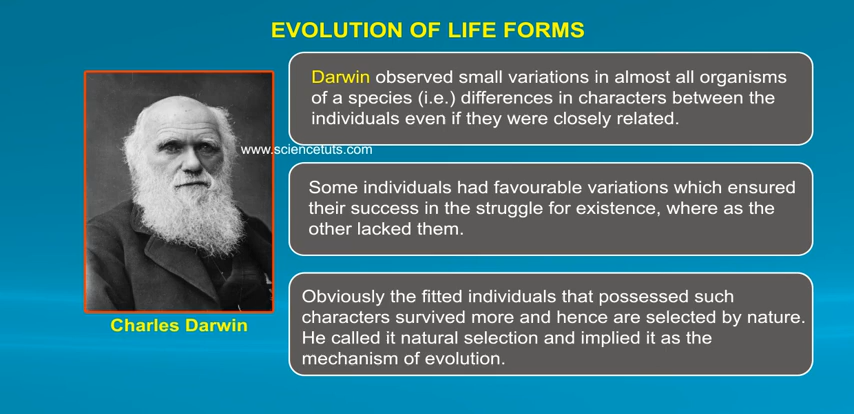 EVOLUTION OF LIFE FORMS
Darwin observed small variations in almost all organisms
of a species (i.e.) differences in characters between the
individuals even if they were closely related.
www.sciencetuts.com
Some individuals had favourable variations which ensured
their success in the struggle for existence, where as the
other lacked them.
Obviously the fitted individuals that possessed such
characters survived more and hence are selected by nature.
He called it natural selection and implied it as the
mechanism of evolution.
Charles Darwin